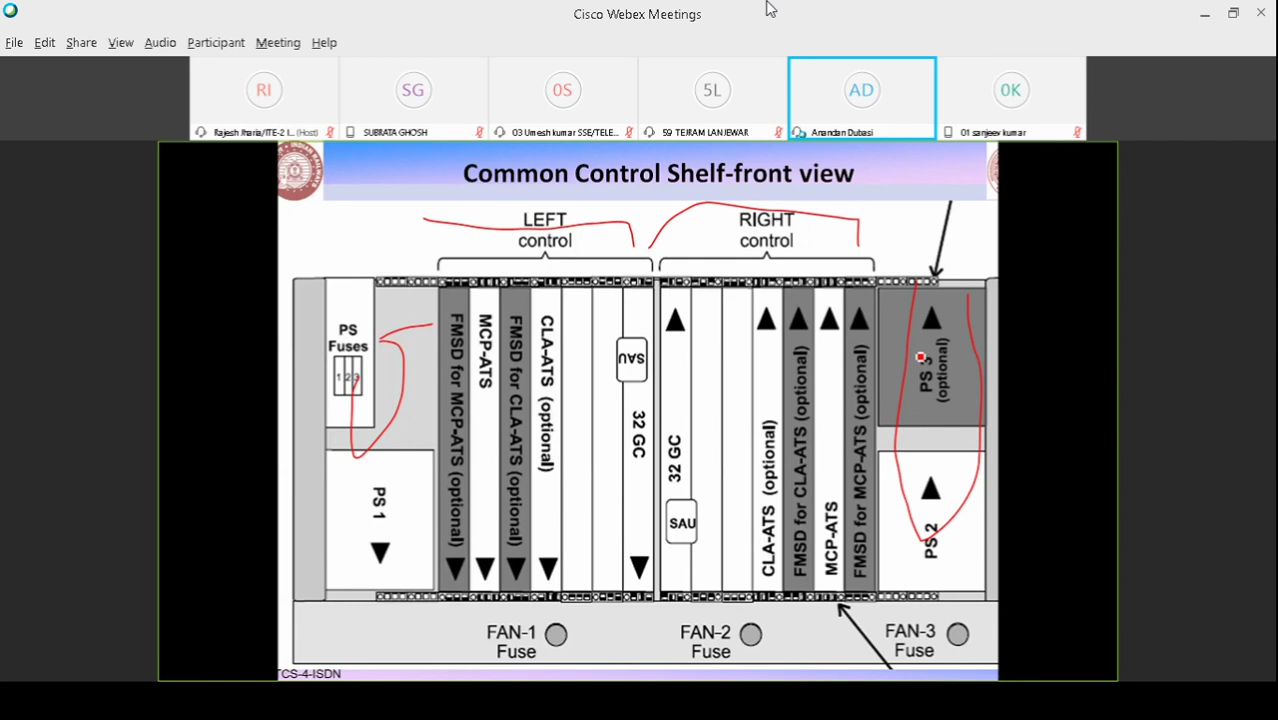 Cisco Webex Meetings
File Edit Share View Audio Participant Meeting Help
RI SG 0S 5L AD 0K
Rajesh Jharia/ITE-2 I... (Host) SUBRATA GHOSH 03 Umesh kumar SSE/TELE... 59 TEJRAM LANJEWAR Anandan Dubasi 01 sanjeev kumar
Common Control Shelf-front view
LEFT
control
RIGHT
control
PS
Fuses
1 2 3
PS 1
FMSD for MCP-ATS (optional)
MCP-ATS
FMSD for CLA-ATS (optional)
CLA-ATS (optional)
SAU
32 GC
32 GC
SAU
CLA-ATS (optional)
FMSD for CLA-ATS (optional)
MCP-ATS
FMSD for MCP-ATS (optional)
PS 3
(optional)
PS 2
FAN-1
Fuse
FAN-2
Fuse
FAN-3
Fuse
TCS-4-ISDN